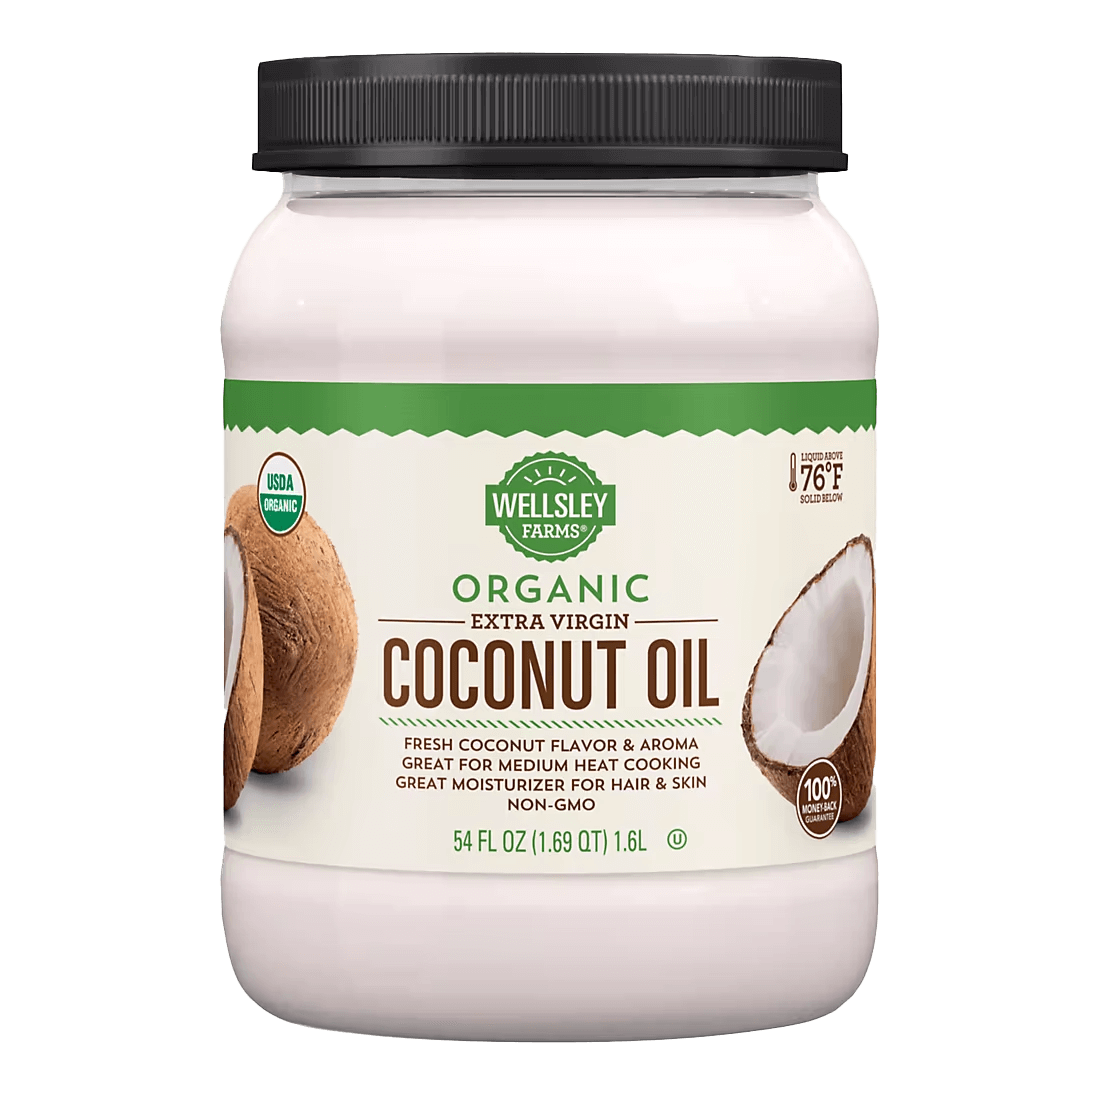 USDA
ORGANIC
WELLSLEY
FARMS®
LIQUID ABOVE
76°F
SOLID BELOW
ORGANIC
EXTRA VIRGIN
COCONUT OIL
FRESH COCONUT FLAVOR & AROMA
GREAT FOR MEDIUM HEAT COOKING
GREAT MOISTURIZER FOR HAIR & SKIN
NON-GMO
100%
MONEY-BACK
GUARANTEE
54 FL OZ (1.69 QT) 1.6L U